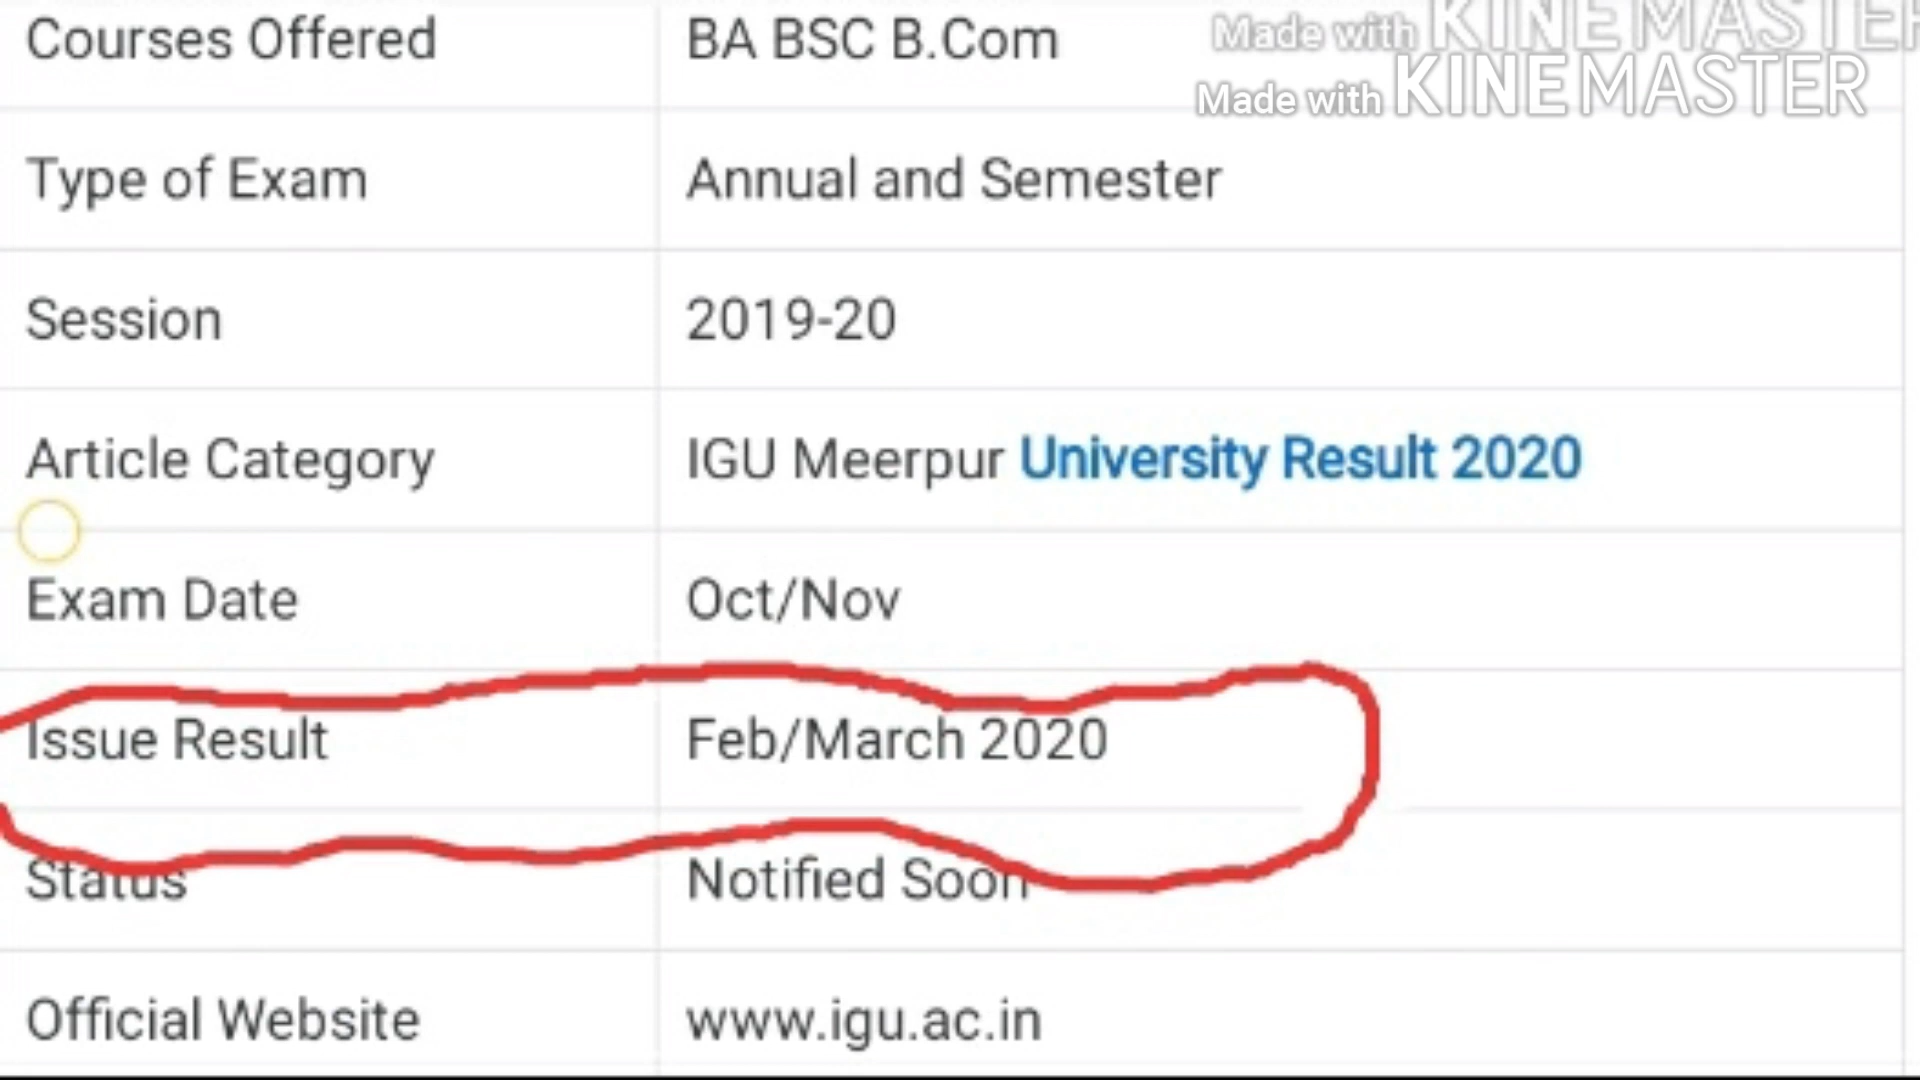 Courses Offered BA BSC B.Com Made with KINEMASTER
Made with KINEMASTER
Type of Exam Annual and Semester
Session 2019-20
Article Category IGU Meerpur University Result 2020
Exam Date Oct/Nov
Issue Result Feb/March 2020
Status Notified Soon
Official Website www.igu.ac.in